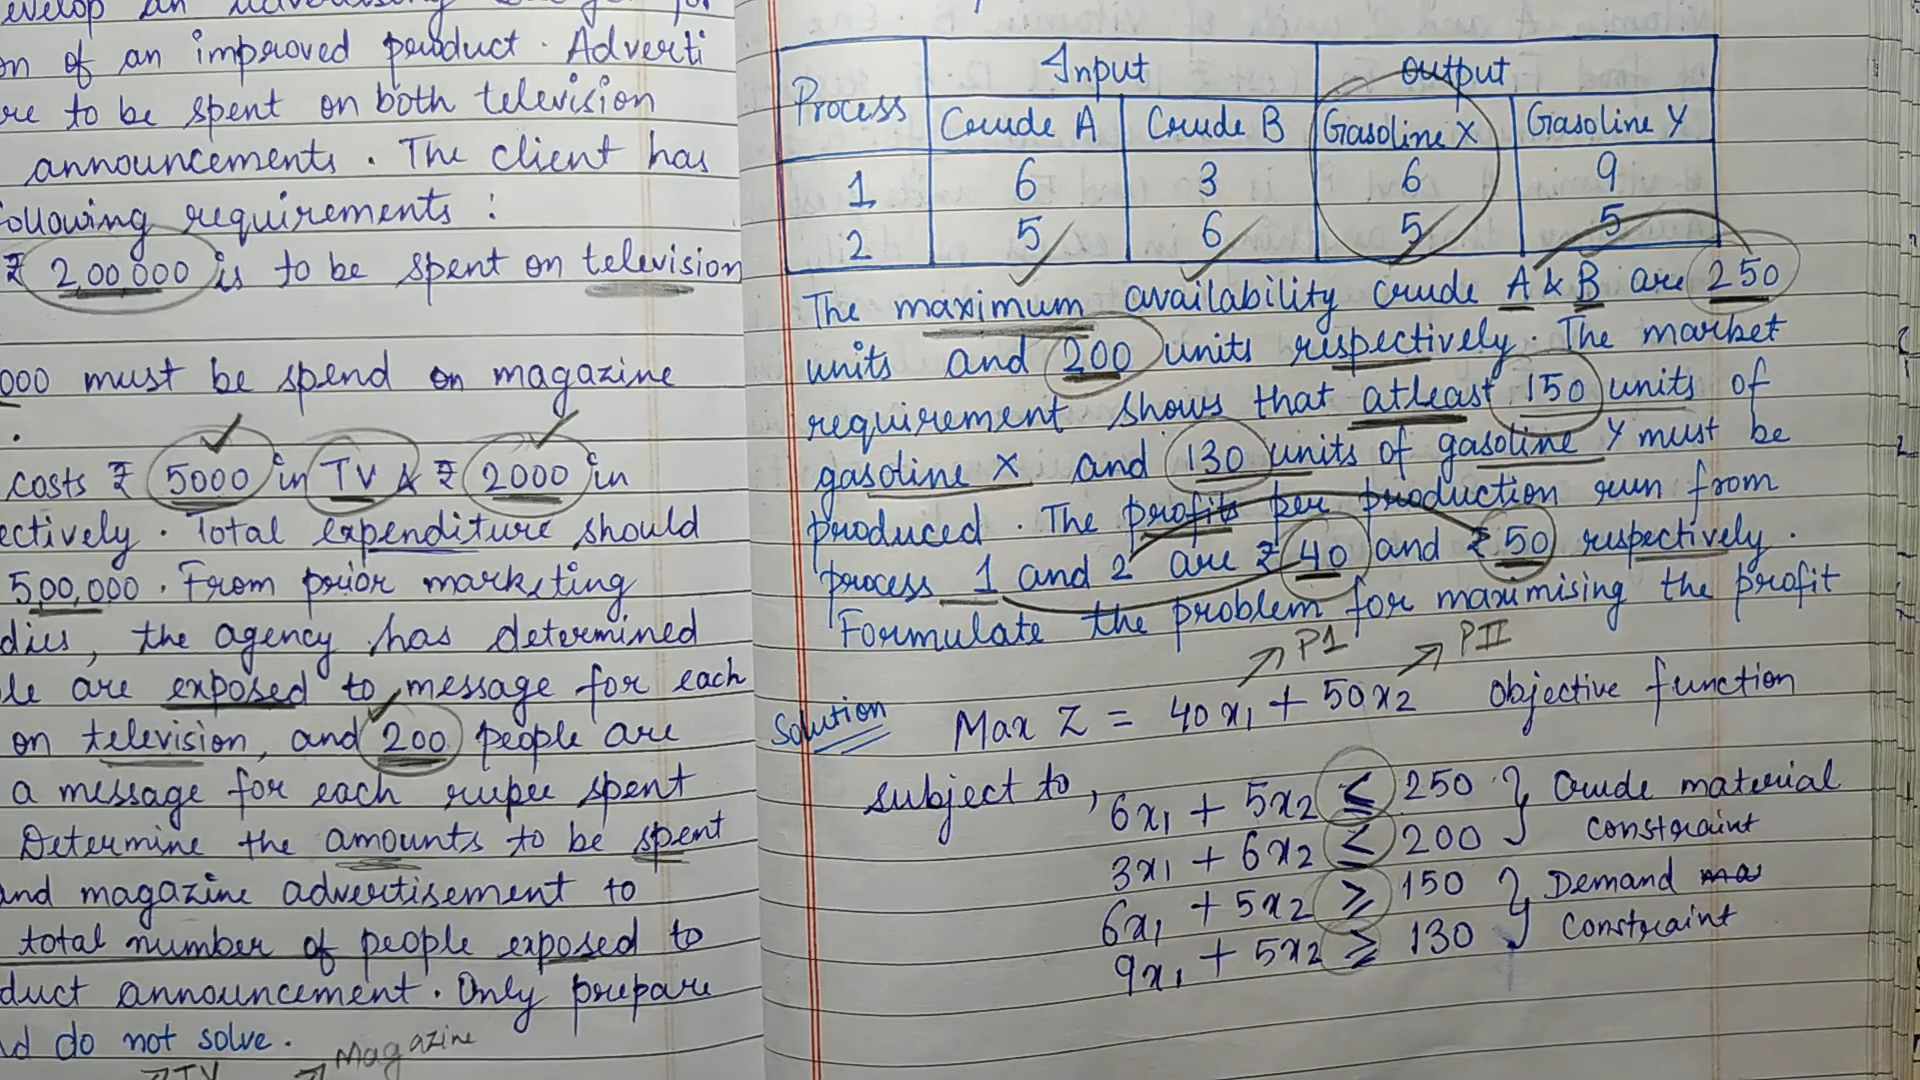 evelop an advertising
on of an improved product. Adverti
re to be spent on both television
announcements. The client has
following requirements :
₹ 2,00,000 is to be spent on television
000 must be spend on magazine
costs ₹ 5000 in TV & ₹ 2000 in
ectively. Total expenditure should
500,000. From prior marketing
dies, the agency has determined
le are exposed to message for each
on television, and 200 people are
a message for each rupee spent
Determine the amounts to be spent
and magazine advertisement to
total number of people exposed to
duct announcement. Only prepare
d do not solve.
→TV → Magazine
Process Input Output
Crude A Crude B Gasoline X Gasoline Y
1 6 3 6 9
2 5 6 5 5
The maximum availability crude A & B are 250
units and 200 units respectively. The market
requirement shows that atleast 150 units of
gasoline X and 130 units of gasoline Y must be
produced. The profits per production run from
process 1 and 2 are ₹ 40 and ₹ 50 respectively.
Formulate the problem for maximising the profit
→ P1 → PII
Solution Max Z = 40x1 + 50x2 Objective function
subject to, 6x1 + 5x2 ≤ 250 } Crude material
3x1 + 6x2 ≤ 200 constraint
6x1 + 5x2 ≥ 150 } Demand
9x1 + 5x2 ≥ 130 constraint